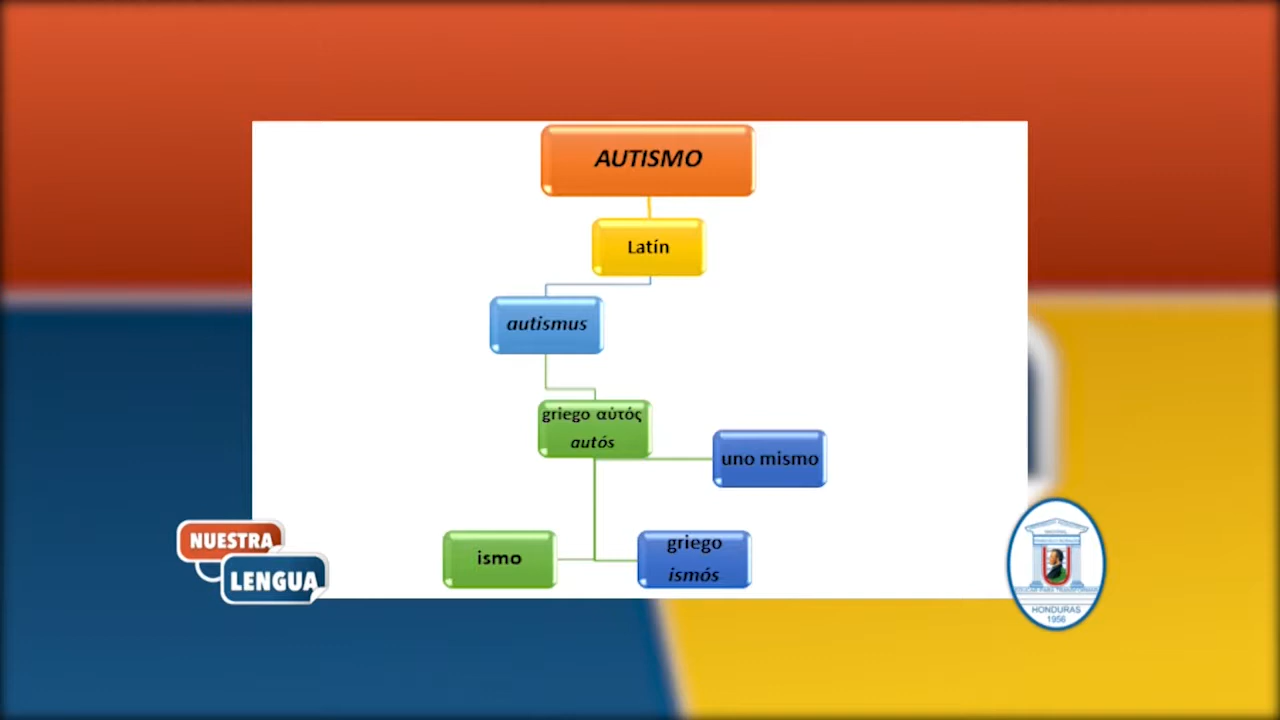 AUTISMO
Latín
autismus
griego αὐτός
autós
uno mismo
ismo
griego
ismós
NUESTRA
LENGUA
HONDURAS
1956